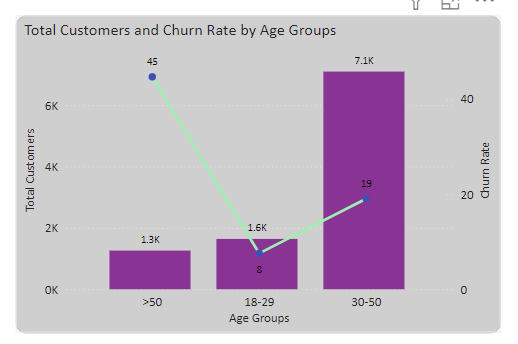 Total Customers and Churn Rate by Age Groups
45
7.1K
6K
40
4K
Total Customers
Churn Rate
19
20
2K
1.3K
1.6K
8
0K
0
>50
18-29
30-50
Age Groups